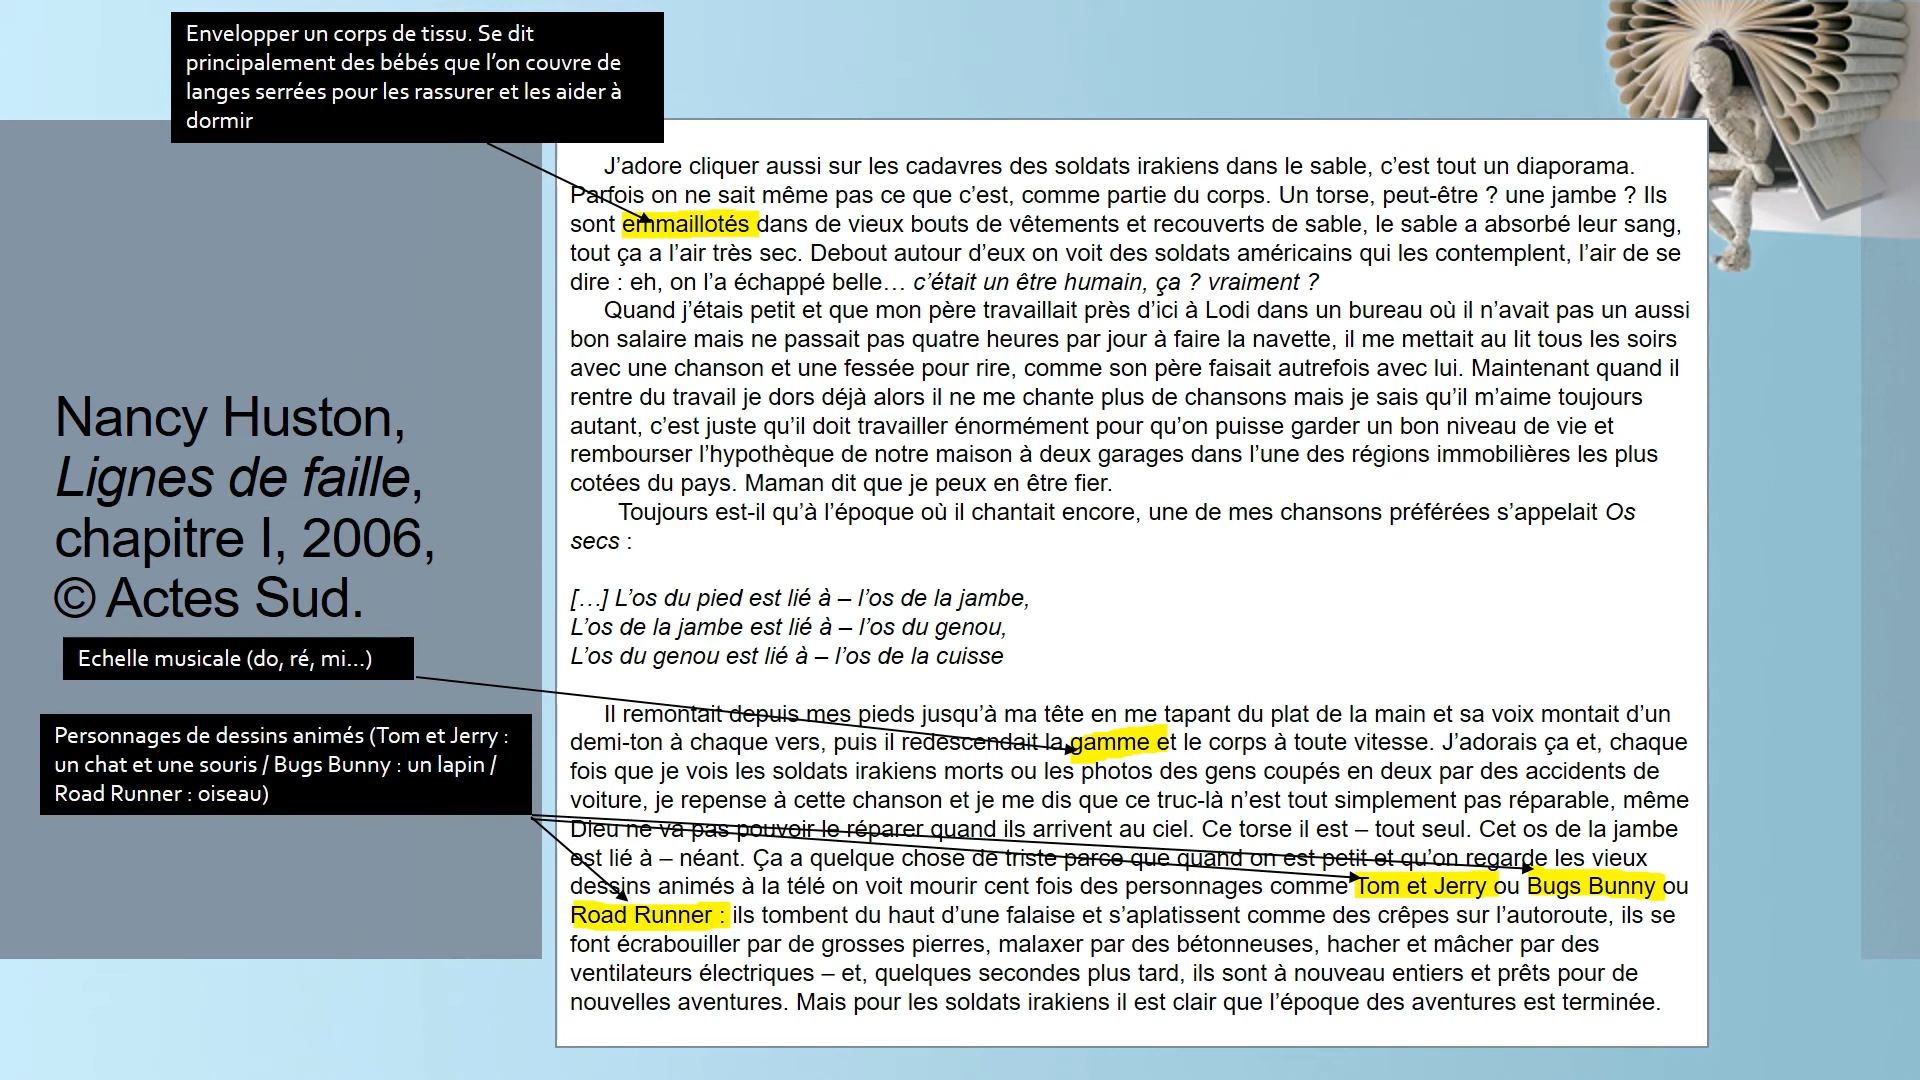 Envelopper un corps de tissu. Se dit
principalement des bébés que l’on couvre de
langes serrées pour les rassurer et les aider à
dormir
Nancy Huston,
Lignes de faille,
chapitre I, 2006,
© Actes Sud.
Echelle musicale (do, ré, mi…)
Personnages de dessins animés (Tom et Jerry :
un chat et une souris / Bugs Bunny : un lapin /
Road Runner : oiseau)
J’adore cliquer aussi sur les cadavres des soldats irakiens dans le sable, c’est tout un diaporama.
Parfois on ne sait même pas ce que c’est, comme partie du corps. Un torse, peut-être ? une jambe ? Ils
sont emmaillotés dans de vieux bouts de vêtements et recouverts de sable, le sable a absorbé leur sang,
tout ça a l’air très sec. Debout autour d’eux on voit des soldats américains qui les contemplent, l’air de se
dire : eh, on l’a échappé belle… c’était un être humain, ça ? vraiment ?
Quand j’étais petit et que mon père travaillait près d’ici à Lodi dans un bureau où il n’avait pas un aussi
bon salaire mais ne passait pas quatre heures par jour à faire la navette, il me mettait au lit tous les soirs
avec une chanson et une fessée pour rire, comme son père faisait autrefois avec lui. Maintenant quand il
rentre du travail je dors déjà alors il ne me chante plus de chansons mais je sais qu’il m’aime toujours
autant, c’est juste qu’il doit travailler énormément pour qu’on puisse garder un bon niveau de vie et
rembourser l’hypothèque de notre maison à deux garages dans l’une des régions immobilières les plus
cotées du pays. Maman dit que je peux en être fier.
Toujours est-il qu’à l’époque où il chantait encore, une de mes chansons préférées s’appelait Os
secs :
[…] L’os du pied est lié à – l’os de la jambe,
L’os de la jambe est lié à – l’os du genou,
L’os du genou est lié à – l’os de la cuisse
Il remontait depuis mes pieds jusqu’à ma tête en me tapant du plat de la main et sa voix montait d’un
demi-ton à chaque vers, puis il redescendait la gamme et le corps à toute vitesse. J’adorais ça et, chaque
fois que je vois les soldats irakiens morts ou les photos des gens coupés en deux par des accidents de
voiture, je repense à cette chanson et je me dis que ce truc-là n’est tout simplement pas réparable, même
Dieu ne va pas pouvoir le réparer quand ils arrivent au ciel. Ce torse il est – tout seul. Cet os de la jambe
est lié à – néant. Ça a quelque chose de triste parce que quand on est petit et qu’on regarde les vieux
dessins animés à la télé on voit mourir cent fois des personnages comme Tom et Jerry ou Bugs Bunny ou
Road Runner : ils tombent du haut d’une falaise et s’aplatissent comme des crêpes sur l’autoroute, ils se
font écrabouiller par de grosses pierres, malaxer par des bétonneuses, hacher et mâcher par des
ventilateurs électriques – et, quelques secondes plus tard, ils sont à nouveau entiers et prêts pour de
nouvelles aventures. Mais pour les soldats irakiens il est clair que l’époque des aventures est terminée.